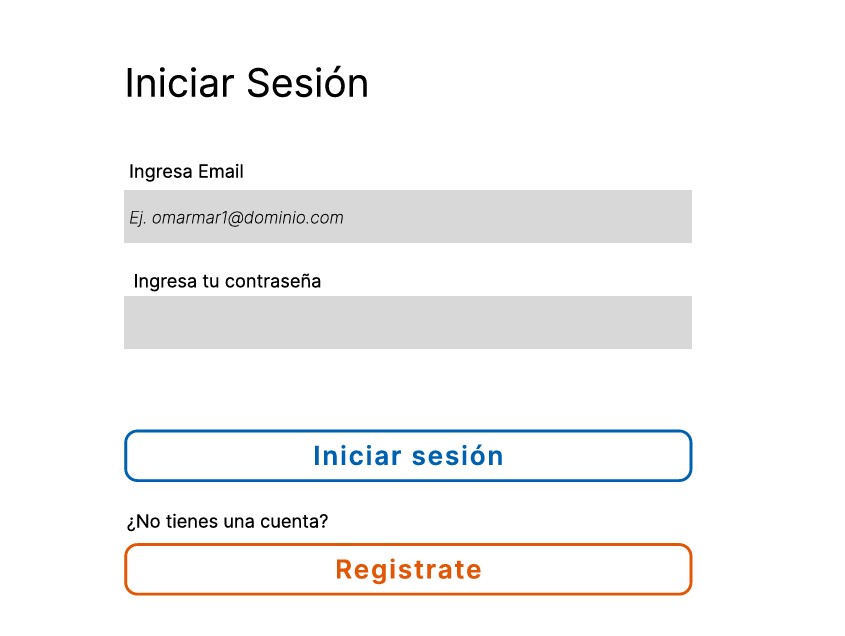 Iniciar Sesión
Ingresa Email
Ej. omarmar1@dominio.com
Ingresa tu contraseña
Iniciar sesión
¿No tienes una cuenta?
Registrate